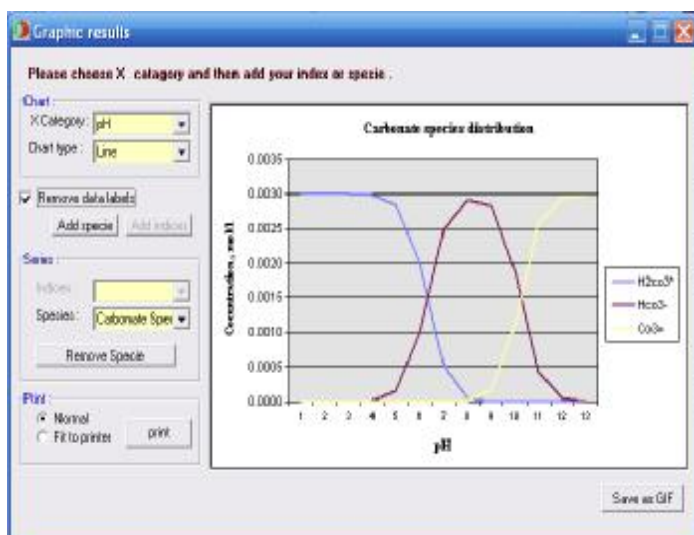 Graphic results
Please choose X catagory and then add your index or specie .
Chart :
X Category : pH
Chart type : Line
Remove data labels
Add specie Add indices
Series :
Indices:
Species: Carbonate Spec
Remove Specie
Print :
Normal
Fit to printer
print
Carbonate species distribution
0.0035
0.0030
0.0025
0.0020
0.0015
0.0010
0.0005
0.0000
1 2 3 4 5 6 7 8 9 10 11 12 13
pH
H2co3*
Hco3-
Co3=
Save as GIF